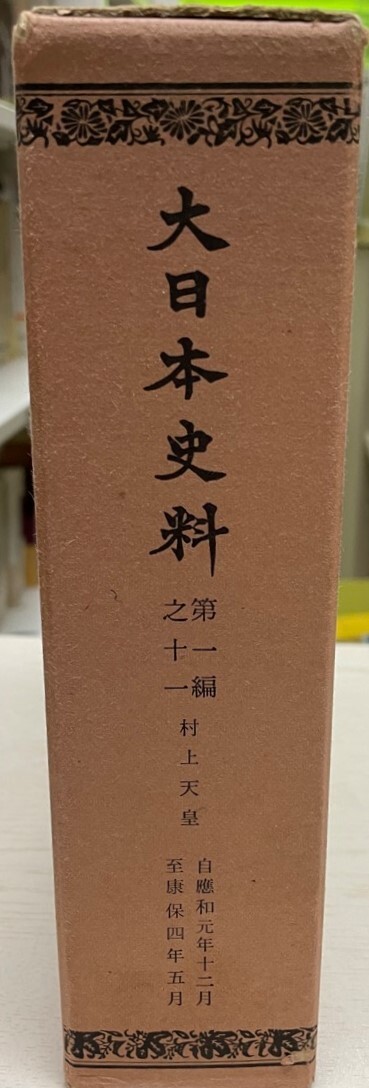 大日本史料
第一編
之十一
村上天皇
自應和元年十二月
至康保四年五月